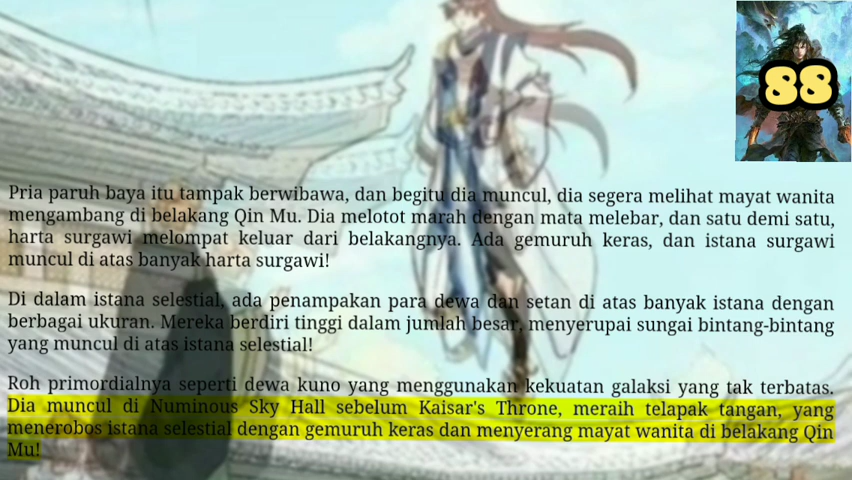 88
Pria paruh baya itu tampak berwibawa, dan begitu dia muncul, dia segera melihat mayat wanita
mengambang di belakang Qin Mu. Dia melotot marah dengan mata melebar, dan satu demi satu,
harta surgawi melompat keluar dari belakangnya. Ada gemuruh keras, dan istana surgawi
muncul di atas banyak harta surgawi!
Di dalam istana selestial, ada penampakan para dewa dan setan di atas banyak istana dengan
berbagai ukuran. Mereka berdiri tinggi dalam jumlah besar, menyerupai sungai bintang-bintang
yang muncul di atas istana selestial!
Roh primordialnya seperti dewa kuno yang menggunakan kekuatan galaksi yang tak terbatas.
Dia muncul di Numinous Sky Hall sebelum Kaisar's Throne, meraih telapak tangan, yang
menerobos istana selestial dengan gemuruh keras dan menyerang mayat wanita di belakang Qin
Mu!